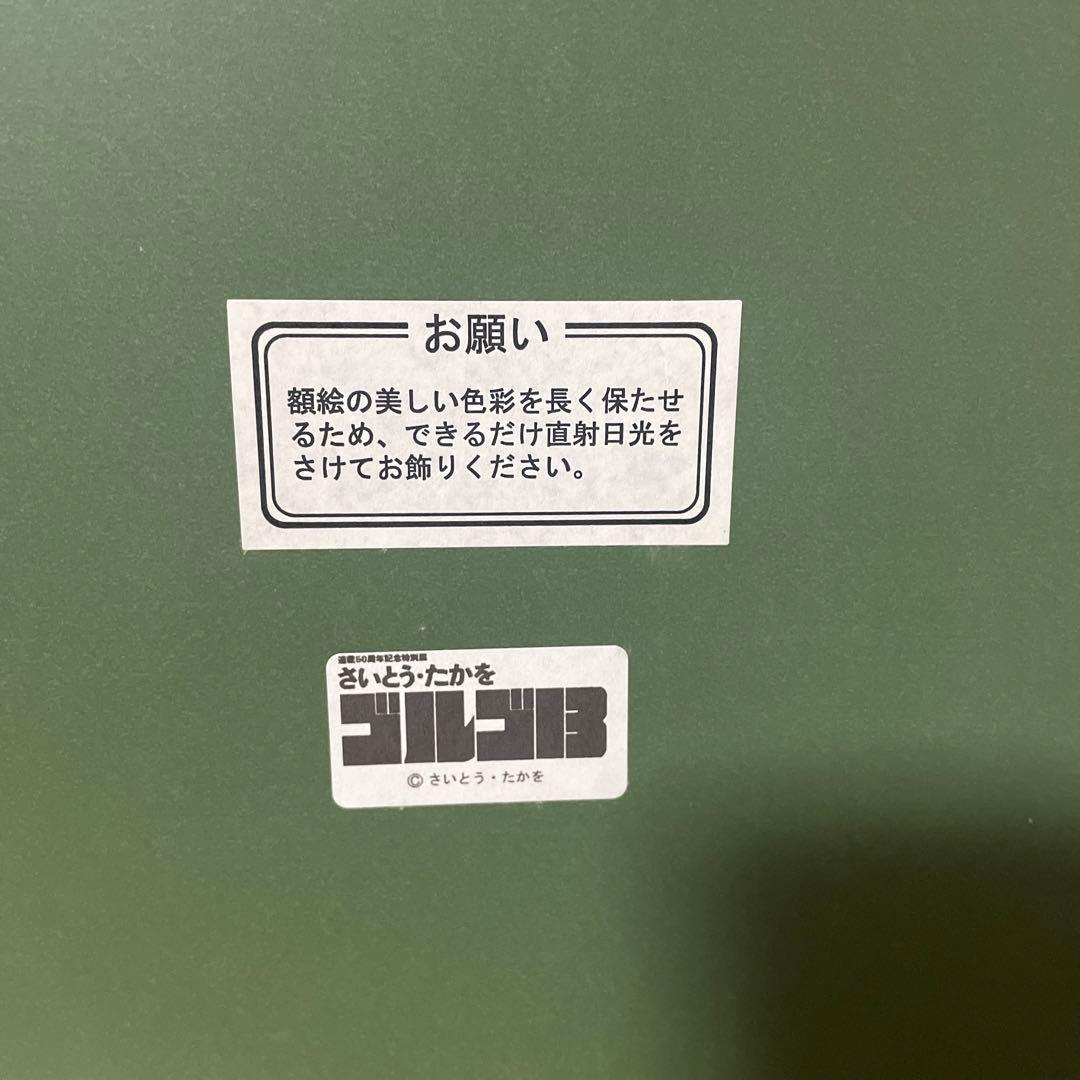 お願い
額絵の美しい色彩を長く保たせ
るため、できるだけ直射日光を
さけてお飾りください。
連載50周年記念特別展
さいとう・たかを
ゴルゴ13
© さいとう・たかを